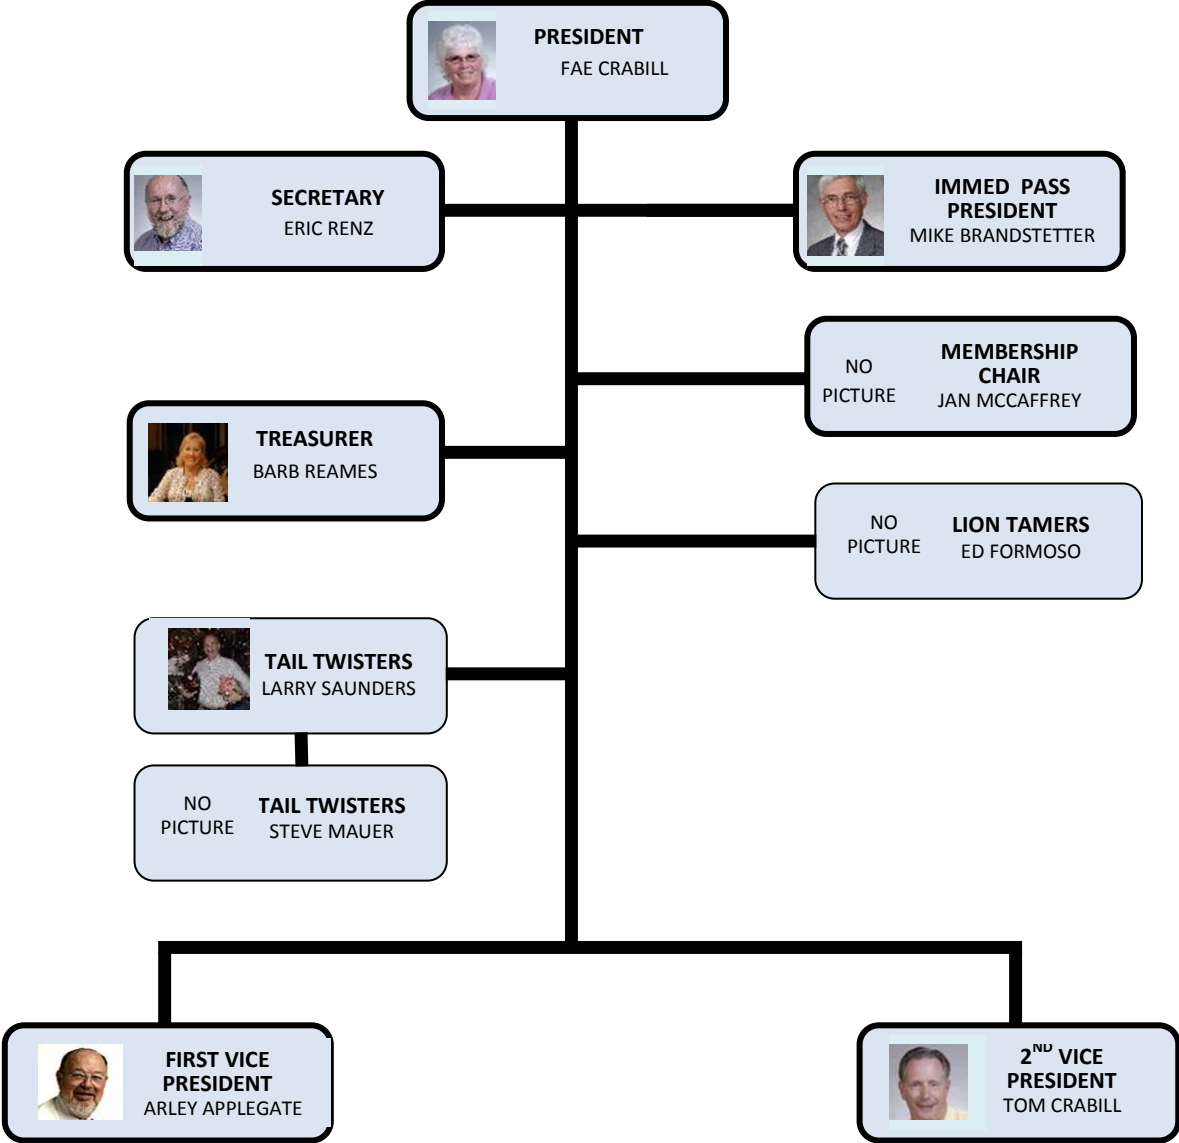 PRESIDENT
FAE CRABILL
SECRETARY
ERIC RENZ
IMMED PASS
PRESIDENT
MIKE BRANDSTETTER
NO
PICTURE
MEMBERSHIP
CHAIR
JAN MCCAFFREY
TREASURER
BARB REAMES
NO
PICTURE
LION TAMERS
ED FORMOSO
TAIL TWISTERS
LARRY SAUNDERS
NO
PICTURE
TAIL TWISTERS
STEVE MAUER
FIRST VICE
PRESIDENT
ARLEY APPLEGATE
2ND VICE
PRESIDENT
TOM CRABILL